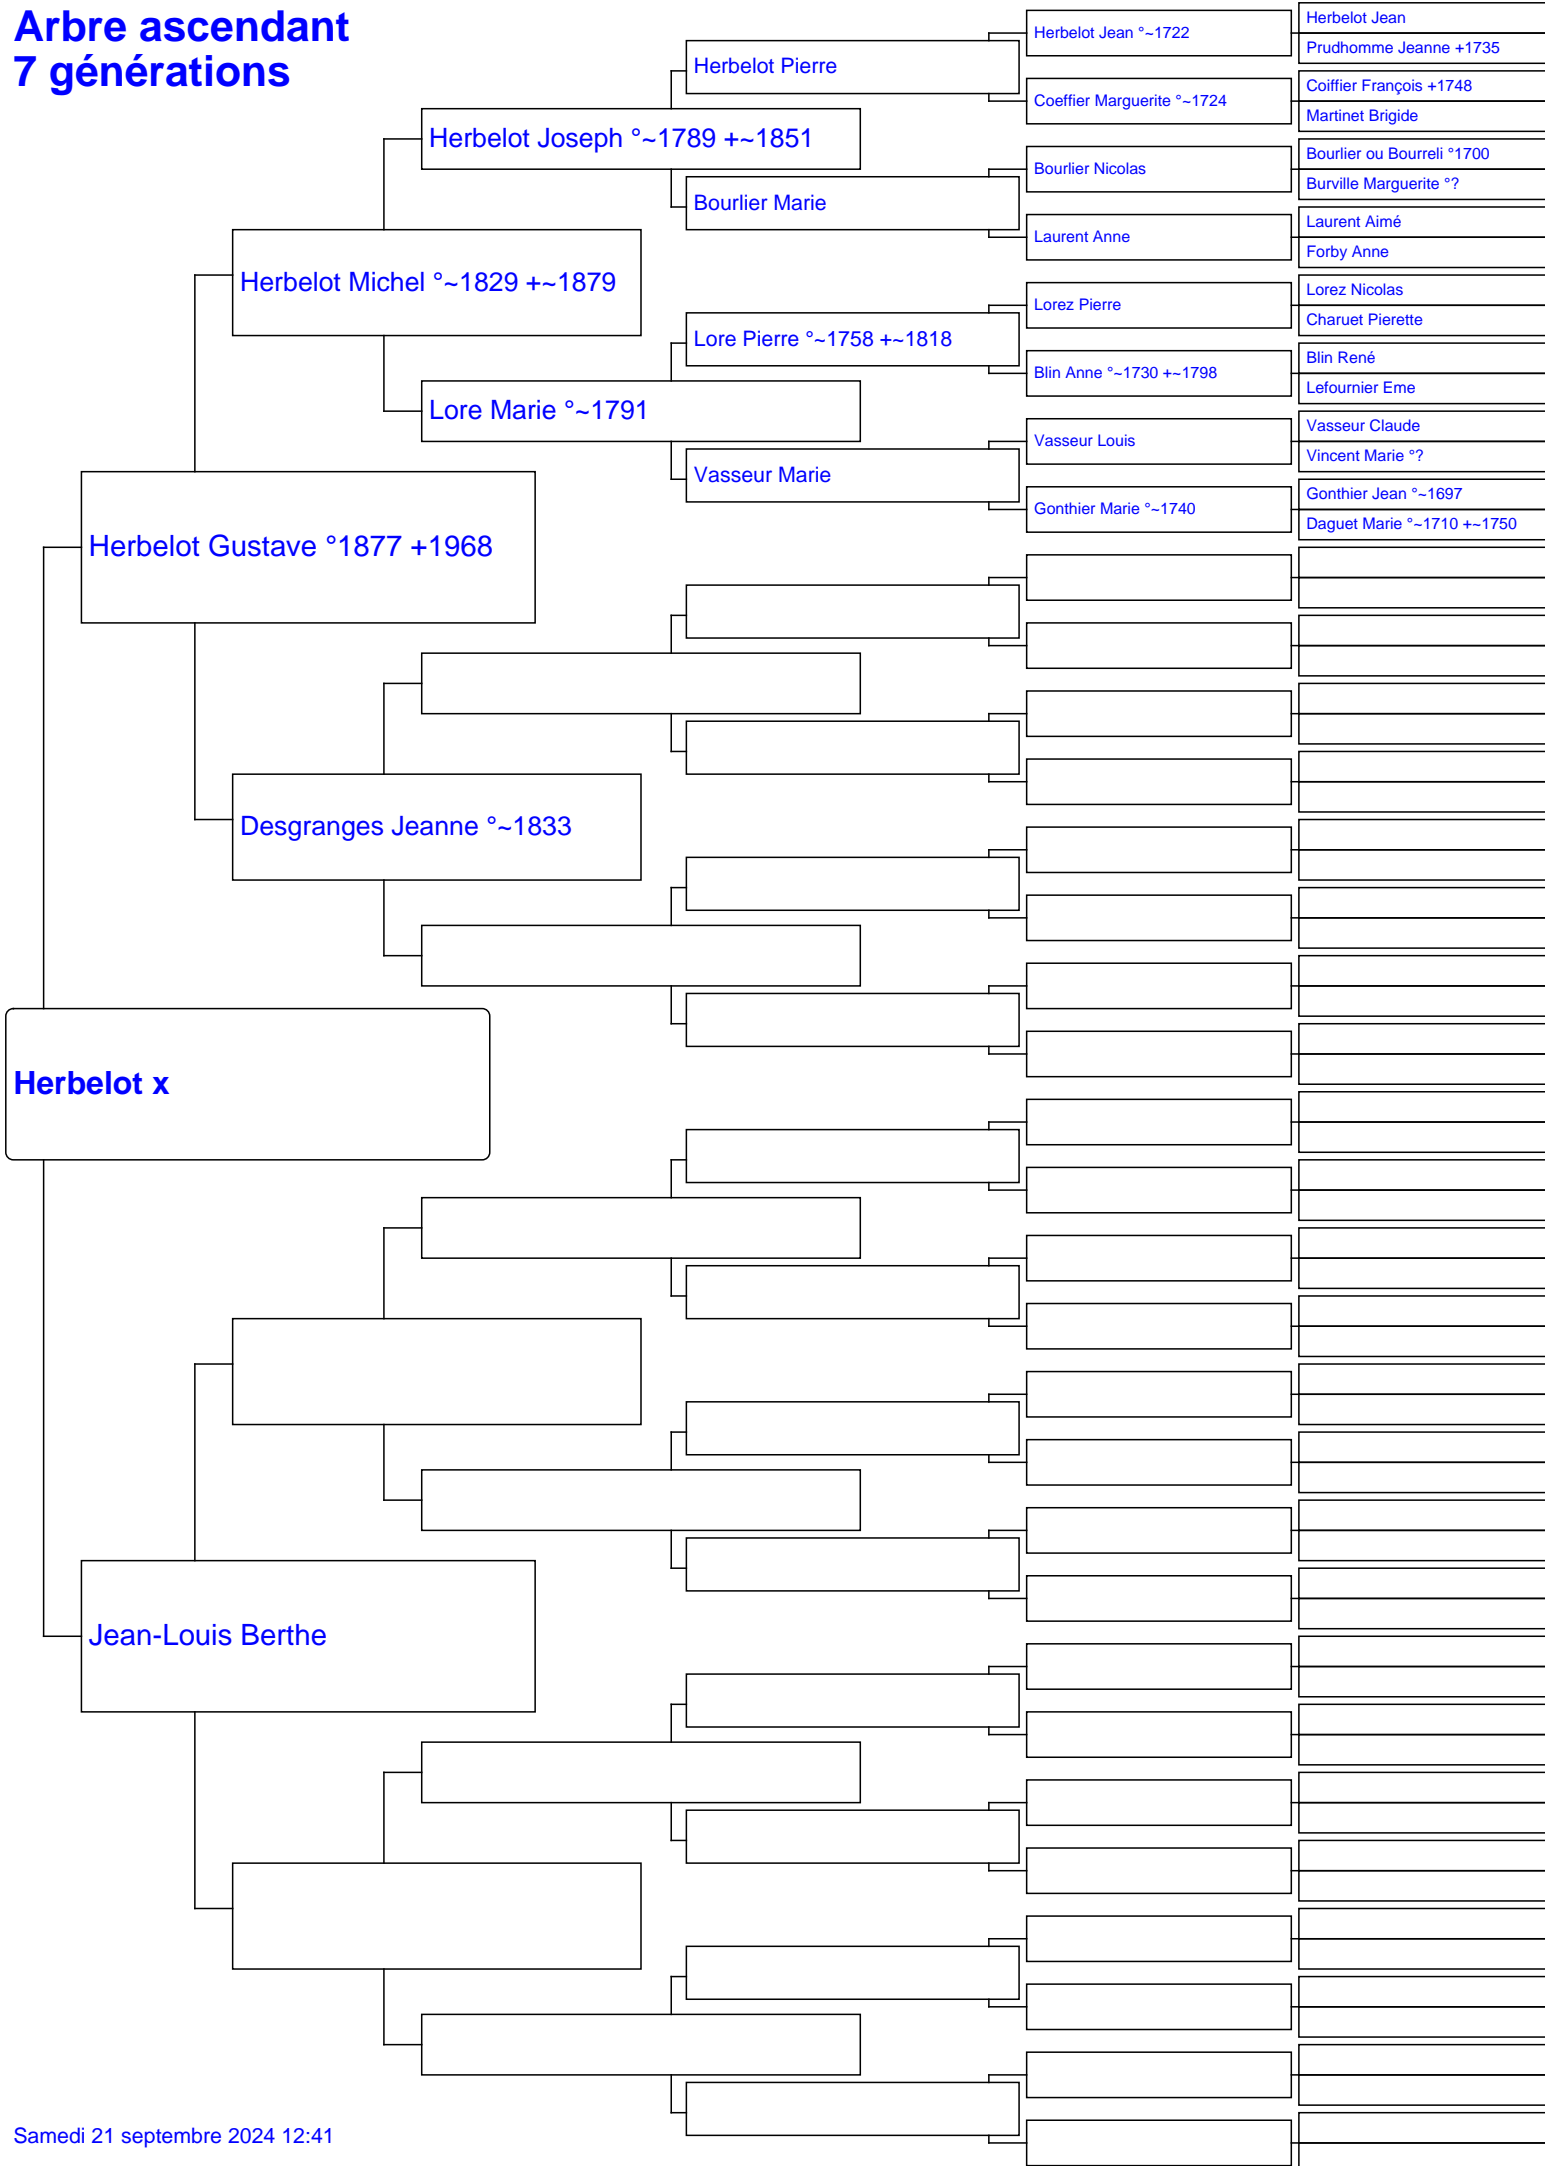 Arbre ascendant
7 générations
Herbelot x
Herbelot Gustave °1877 +1968
Jean-Louis Berthe
Herbelot Michel °~1829 +~1879
Desgranges Jeanne °~1833
Herbelot Joseph °~1789 +~1851
Lore Marie °~1791
Herbelot Pierre
Bourlier Marie
Lore Pierre °~1758 +~1818
Vasseur Marie
Herbelot Jean °~1722
Coeffier Marguerite °~1724
Bourlier Nicolas
Laurent Anne
Lorez Pierre
Blin Anne °~1730 +~1798
Vasseur Louis
Gonthier Marie °~1740
Herbelot Jean
Prudhomme Jeanne +1735
Coiffier François +1748
Martinet Brigide
Bourlier ou Bourreli °1700
Burville Marguerite °?
Laurent Aimé
Forby Anne
Lorez Nicolas
Charuet Pierette
Blin René
Lefournier Eme
Vasseur Claude
Vincent Marie °?
Gonthier Jean °~1697
Daguet Marie °~1710 +~1750
Samedi 21 septembre 2024 12:41